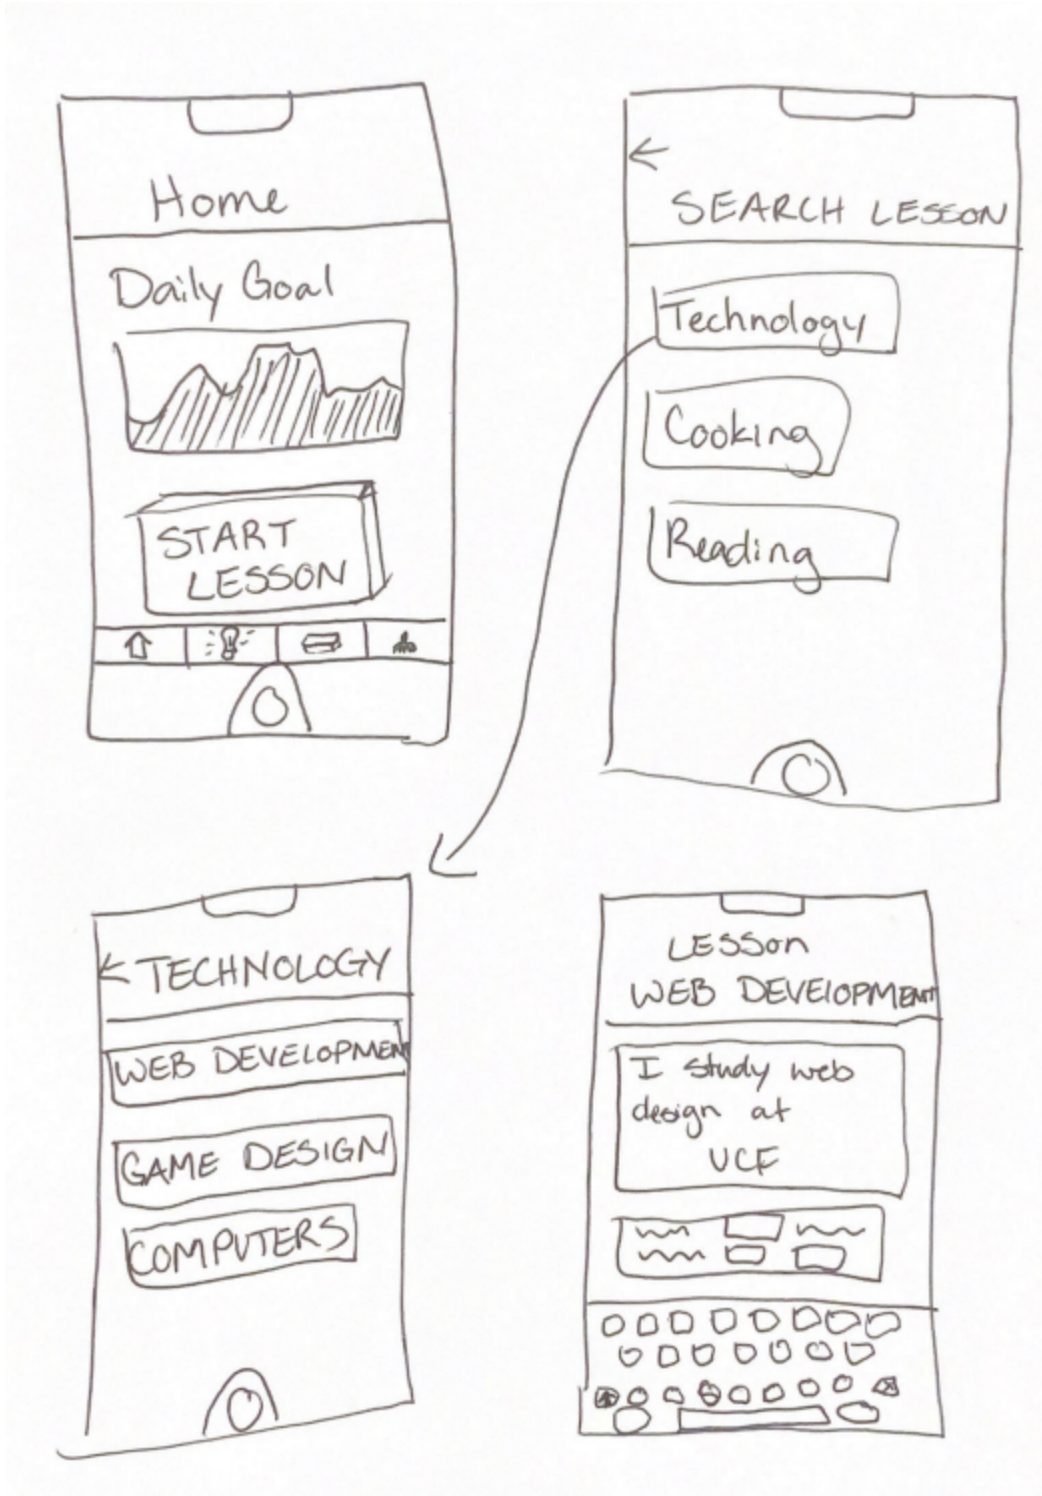 Home
Daily Goal
START
LESSON
SEARCH LESSON
Technology
Cooking
Reading
TECHNOLOGY
WEB DEVELOPMEN
GAME DESIGN
COMPUTERS
LESSon
WEB DEVELOPMENT
I study web
design at
UCF